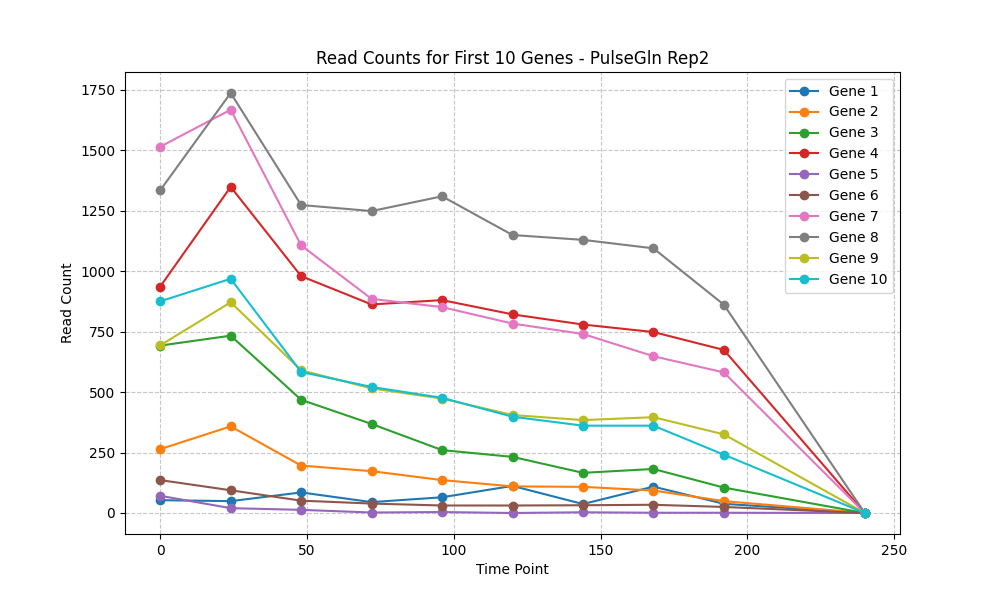 Read Counts for First 10 Genes - PulseGln Rep2
Read Count
1750
1500
1250
1000
750
500
250
0
0
50
100
150
200
250
Time Point
Gene 1
Gene 2
Gene 3
Gene 4
Gene 5
Gene 6
Gene 7
Gene 8
Gene 9
Gene 10